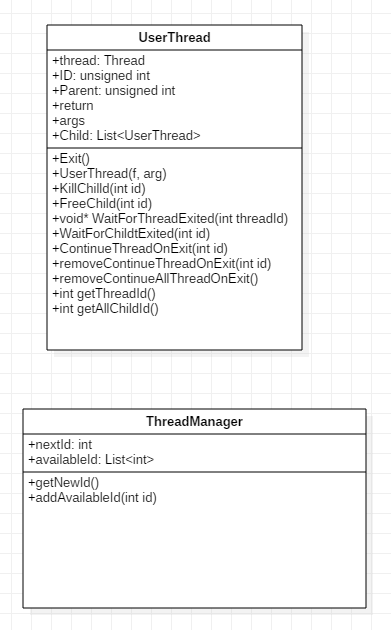 UserThread
+thread: Thread
+ID: unsigned int
+Parent: unsigned int
+return
+args
+Child: List<UserThread>
+Exit()
+UserThread(f, arg)
+KillChilld(int id)
+FreeChild(int id)
+void* WaitForThreadExited(int threadId)
+WaitForChildtExited(int id)
+ContinueThreadOnExit(int id)
+removeContinueThreadOnExit(int id)
+removeContinueAllThreadOnExit()
+int getThreadId()
+int getAllChildId()
ThreadManager
+nextId: int
+availableId: List<int>
+getNewId()
+addAvailableId(int id)